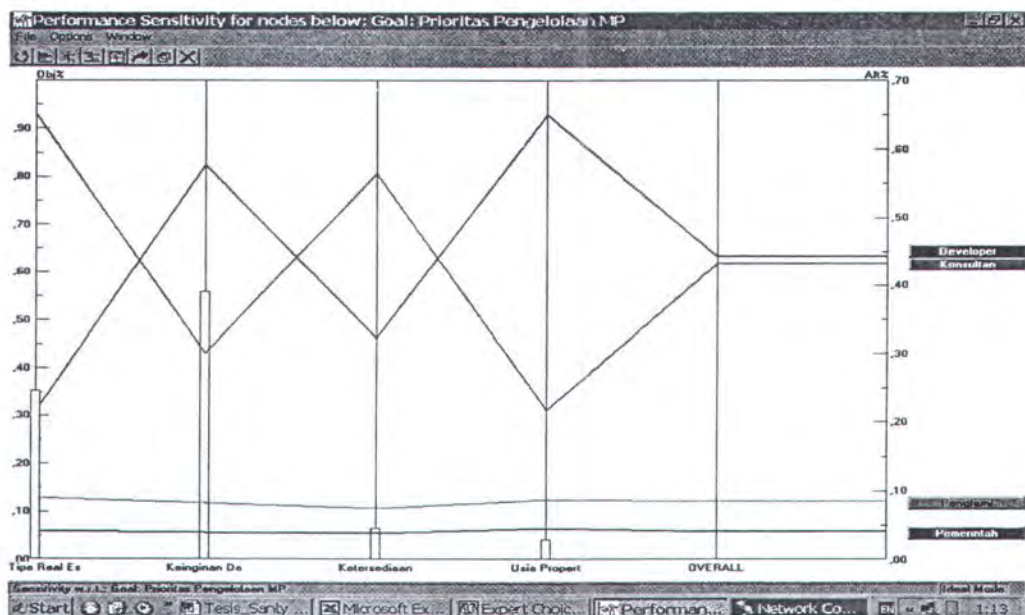 Performance Sensitivity for nodes below: Goal: Prioritas Pengelolaan MP
File Options Window
Obj% Alt%
,90
,80
,70
,60
,50
,40
,30
,20
,10
,00
,70
,60
,50
,40
,30
,20
,10
,00
Developer
Konsultan
Penghuni
Pemerintah
Tipe Real Es Keinginan De Ketersediaan Usia Propert OVERALL
Sensitivity w.r.t.: Goal: Prioritas Pengelolaan MP Ideal Mode
Start Tesis_Sanly ... Microsoft Ex... Expert Choic... Performan... Network Co... EN 1:13